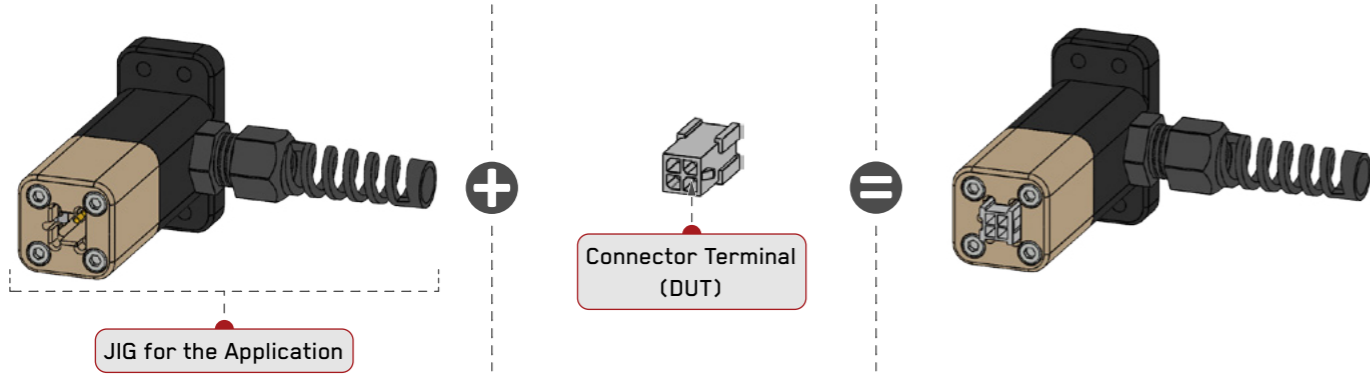 Connector Terminal
(DUT)
JIG for the Application